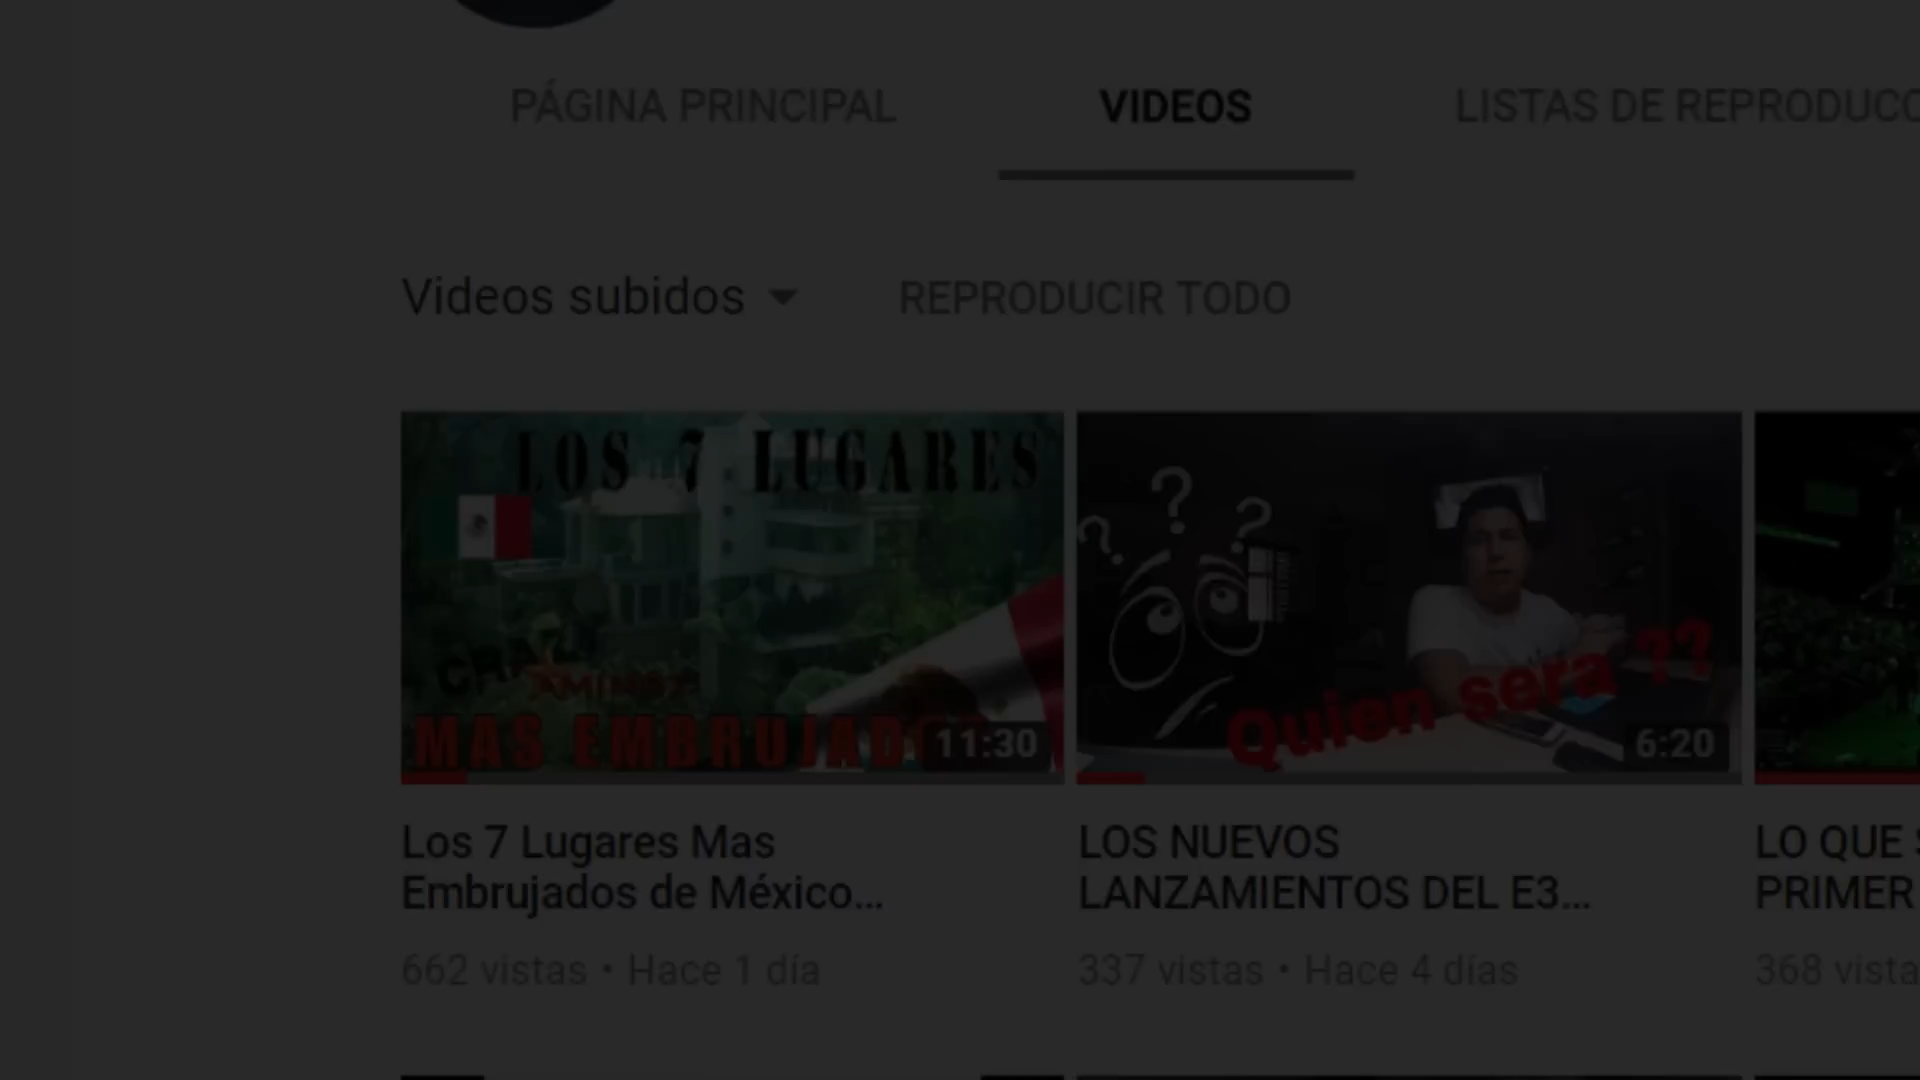 PÁGINA PRINCIPAL
VIDEOS
LISTAS DE REPRODUCC
Videos subidos
REPRODUCIR TODO
LOS 7 LUGARES
MAS EMBRUJAD
11:30
? ? ?
Quien sera ??
6:20
Los 7 Lugares Mas
Embrujados de México...
662 vistas • Hace 1 día
LOS NUEVOS
LANZAMIENTOS DEL E3...
337 vistas • Hace 4 días
LO QUE
PRIMER
368 vista